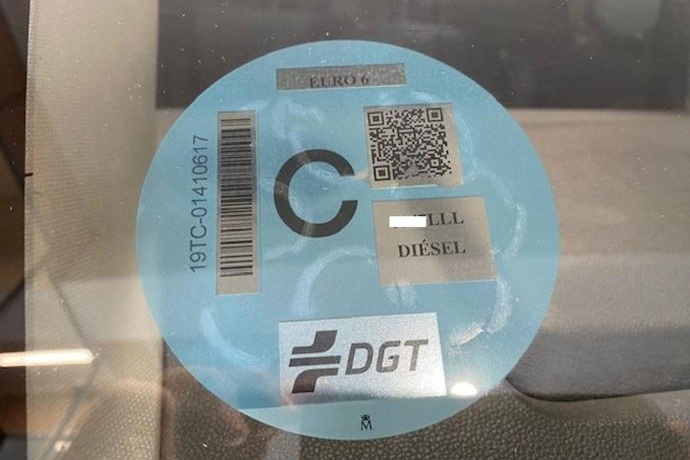 EURO 6
19TC-01410617
C
LLL
DIÉSEL
DGT
M